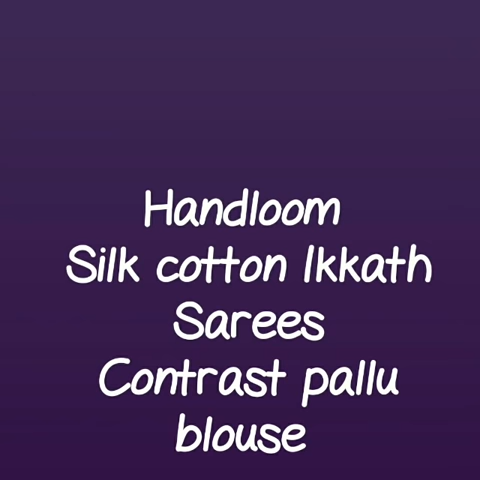 Handloom
Silk cotton Ikkath
Sarees
Contrast pallu
blouse